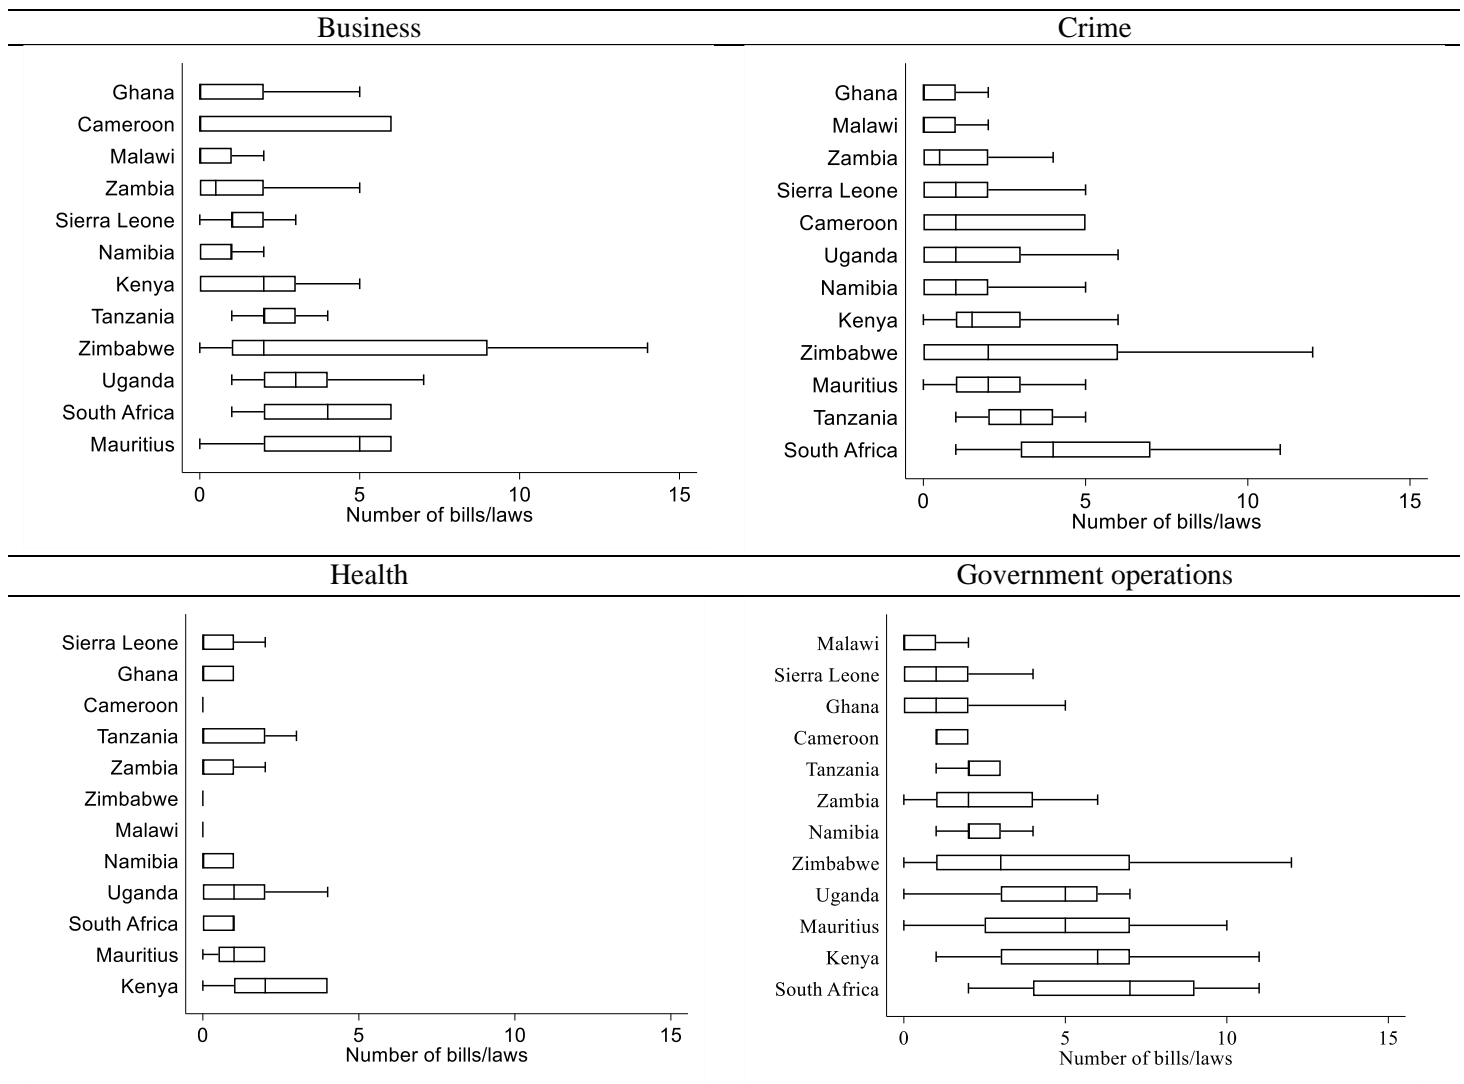 Business
Ghana
Cameroon
Malawi
Zambia
Sierra Leone
Namibia
Kenya
Tanzania
Zimbabwe
Uganda
South Africa
Mauritius
0 5 10 15
Number of bills/laws
Crime
Ghana
Malawi
Zambia
Sierra Leone
Cameroon
Uganda
Namibia
Kenya
Zimbabwe
Mauritius
Tanzania
South Africa
0 5 10 15
Number of bills/laws
Health
Sierra Leone
Ghana
Cameroon
Tanzania
Zambia
Zimbabwe
Malawi
Namibia
Uganda
South Africa
Mauritius
Kenya
0 5 10 15
Number of bills/laws
Government operations
Malawi
Sierra Leone
Ghana
Cameroon
Tanzania
Zambia
Namibia
Zimbabwe
Uganda
Mauritius
Kenya
South Africa
0 5 10 15
Number of bills/laws